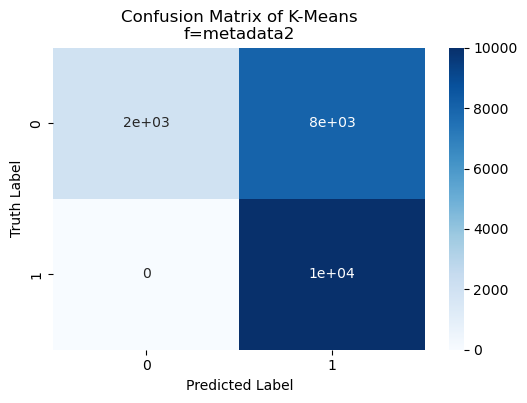 Confusion Matrix of K-Means
f=metadata2
Truth Label
0
2e+03
8e+03
1
0
1e+04
0
1
Predicted Label
10000
8000
6000
4000
2000
0